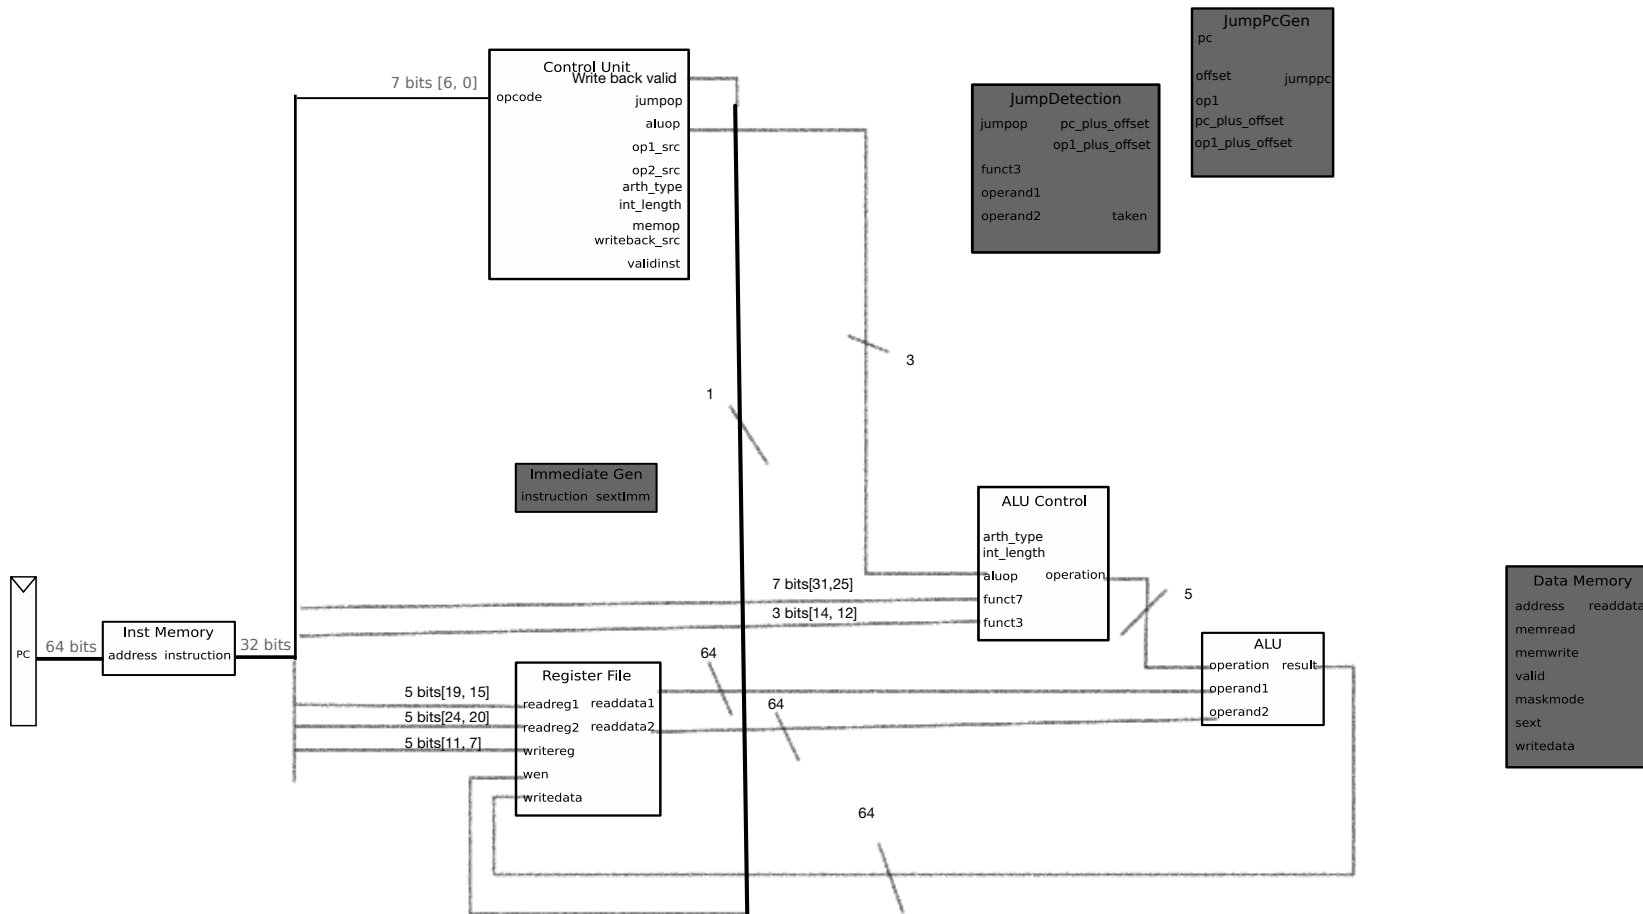 JumpPcGen
pc
offset
jumppc
op1
pc_plus_offset
op1_plus_offset
Control Unit
Write back valid
7 bits [6, 0]
opcode
jumpop
aluop
op1_src
op2_src
arth_type
int_length
memop
writeback_src
validinst
JumpDetection
jumpop pc_plus_offset
op1_plus_offset
funct3
operand1
operand2 taken
3
1
Immediate Gen
instruction sextImm
ALU Control
arth_type
int_length
aluop operation
funct7
funct3
7 bits[31,25]
3 bits[14, 12]
5
PC
64 bits
Inst Memory
address instruction
32 bits
Register File
5 bits[19, 15]
readreg1 readdata1
5 bits[24, 20]
readreg2 readdata2
5 bits[11, 7]
writereg
wen
writedata
64
64
ALU
operation result
operand1
operand2
Data Memory
address readdata
memread
memwrite
valid
maskmode
sext
writedata
64